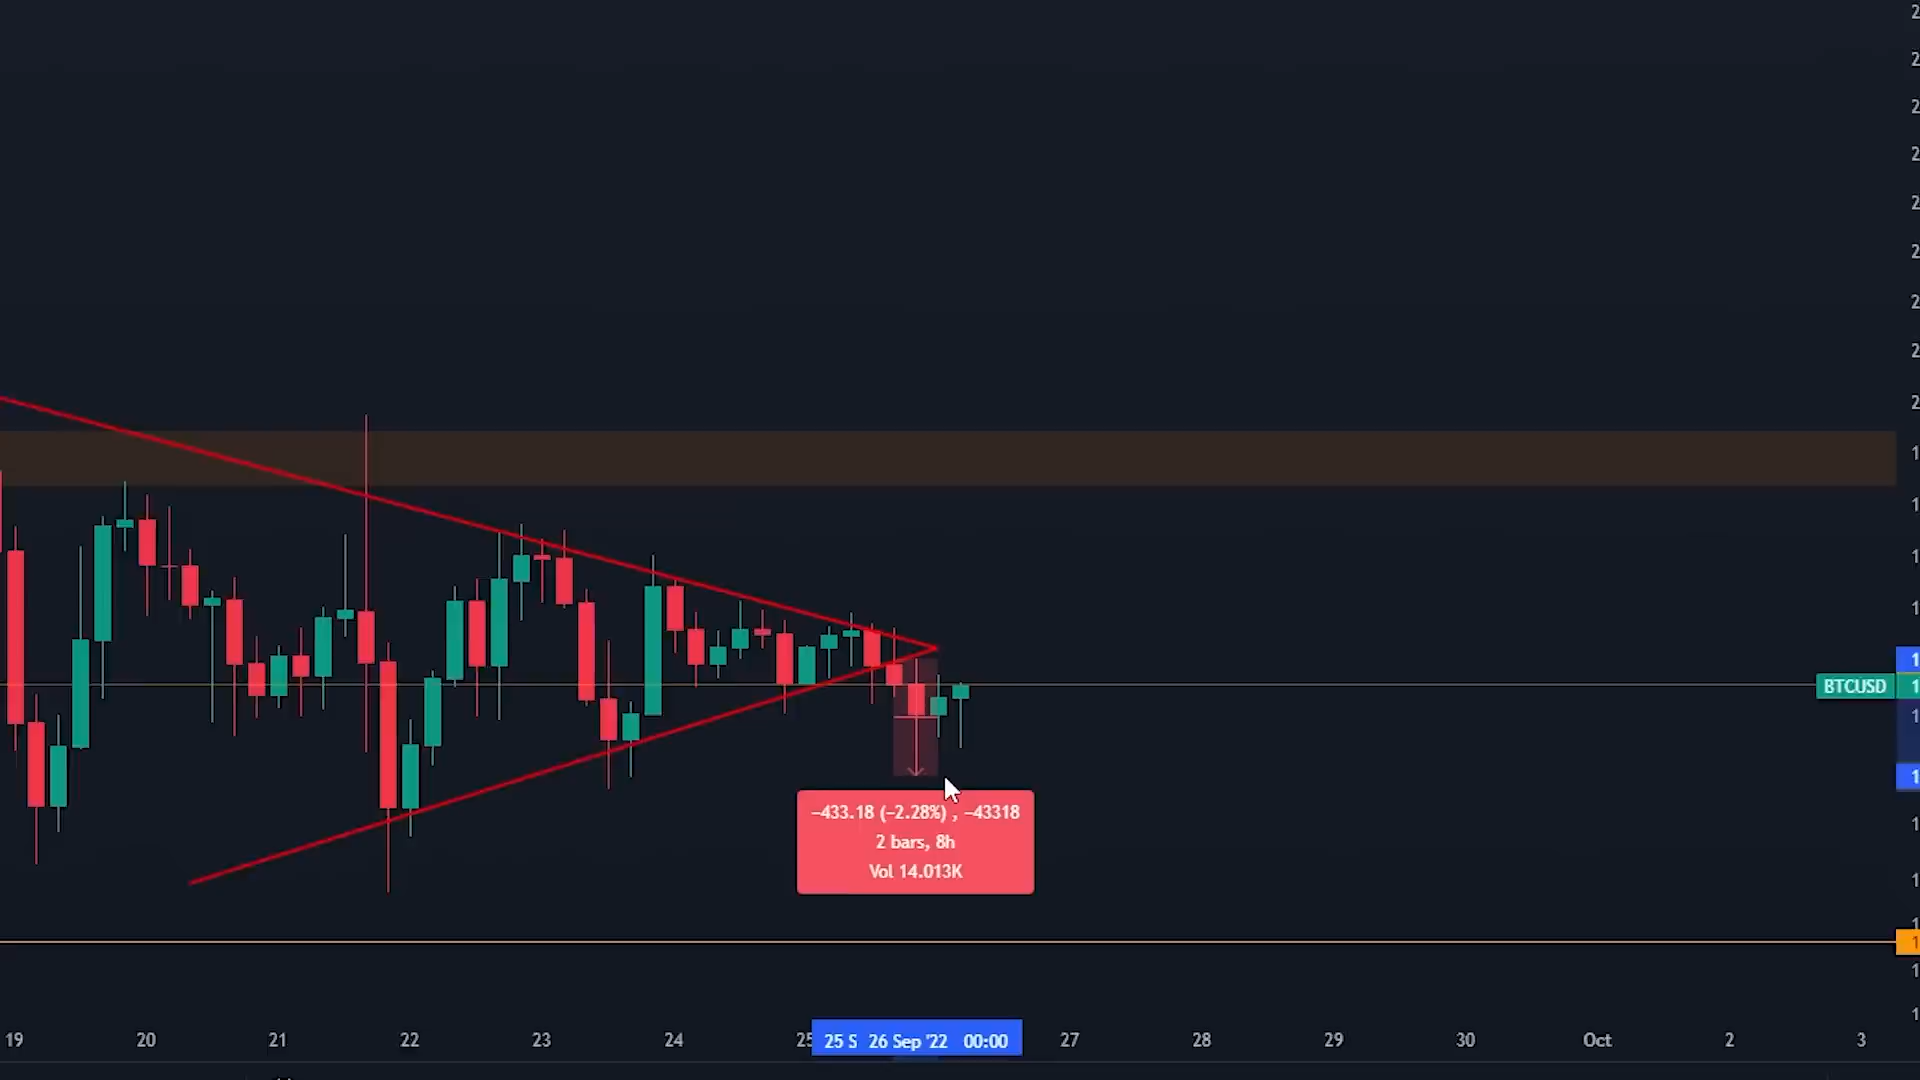 BTCUSD
−433.18 (−2.28%) , −43318
2 bars, 8h
Vol 14.013K
19 20 21 22 23 24 25 25 S 26 Sep '22 00:00 27 28 29 30 Oct 2 3